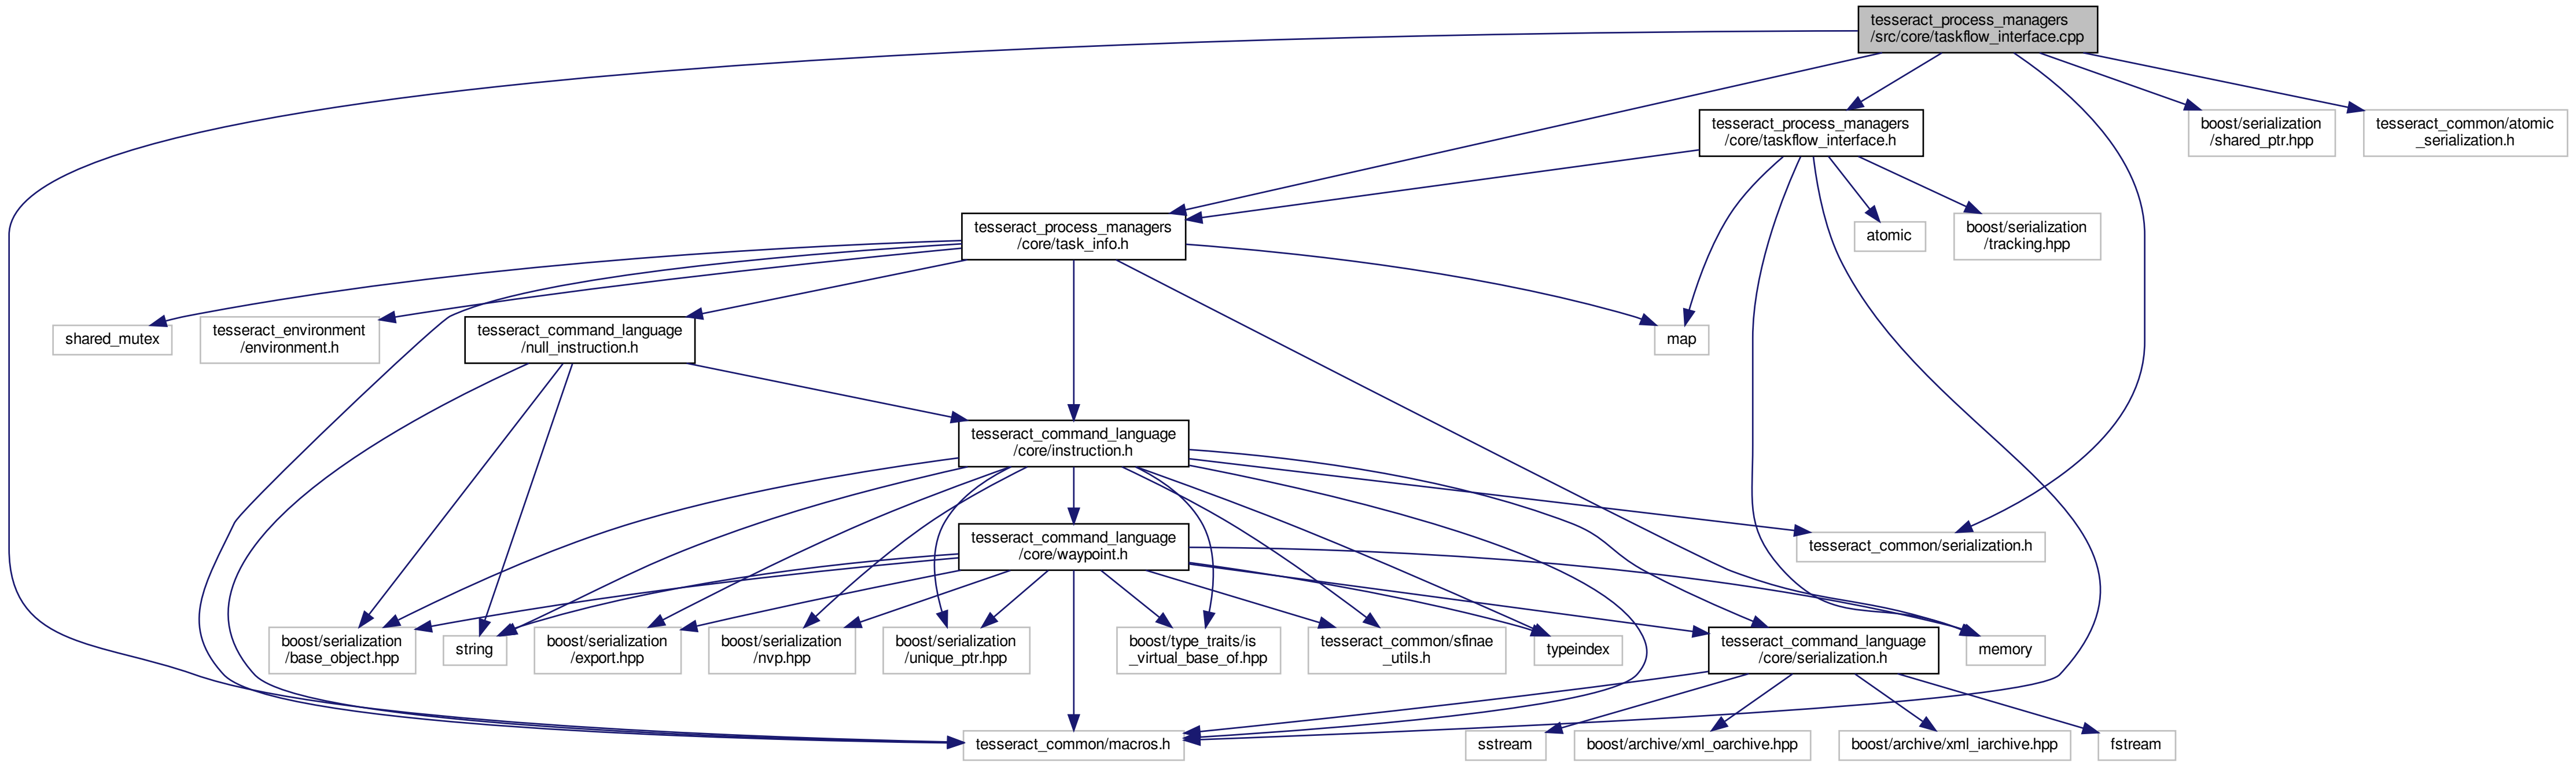 tesseract_process_managers
/src/core/taskflow_interface.cpp
tesseract_process_managers
/core/taskflow_interface.h
boost/serialization
/shared_ptr.hpp
tesseract_common/atomic
_serialization.h
tesseract_process_managers
/core/task_info.h
atomic
boost/serialization
/tracking.hpp
shared_mutex
tesseract_environment
/environment.h
tesseract_command_language
/null_instruction.h
map
tesseract_command_language
/core/instruction.h
tesseract_command_language
/core/waypoint.h
tesseract_common/serialization.h
boost/serialization
/base_object.hpp
string
boost/serialization
/export.hpp
boost/serialization
/nvp.hpp
boost/serialization
/unique_ptr.hpp
boost/type_traits/is
_virtual_base_of.hpp
tesseract_common/sfinae
_utils.h
typeindex
tesseract_command_language
/core/serialization.h
memory
tesseract_common/macros.h
sstream
boost/archive/xml_oarchive.hpp
boost/archive/xml_iarchive.hpp
fstream